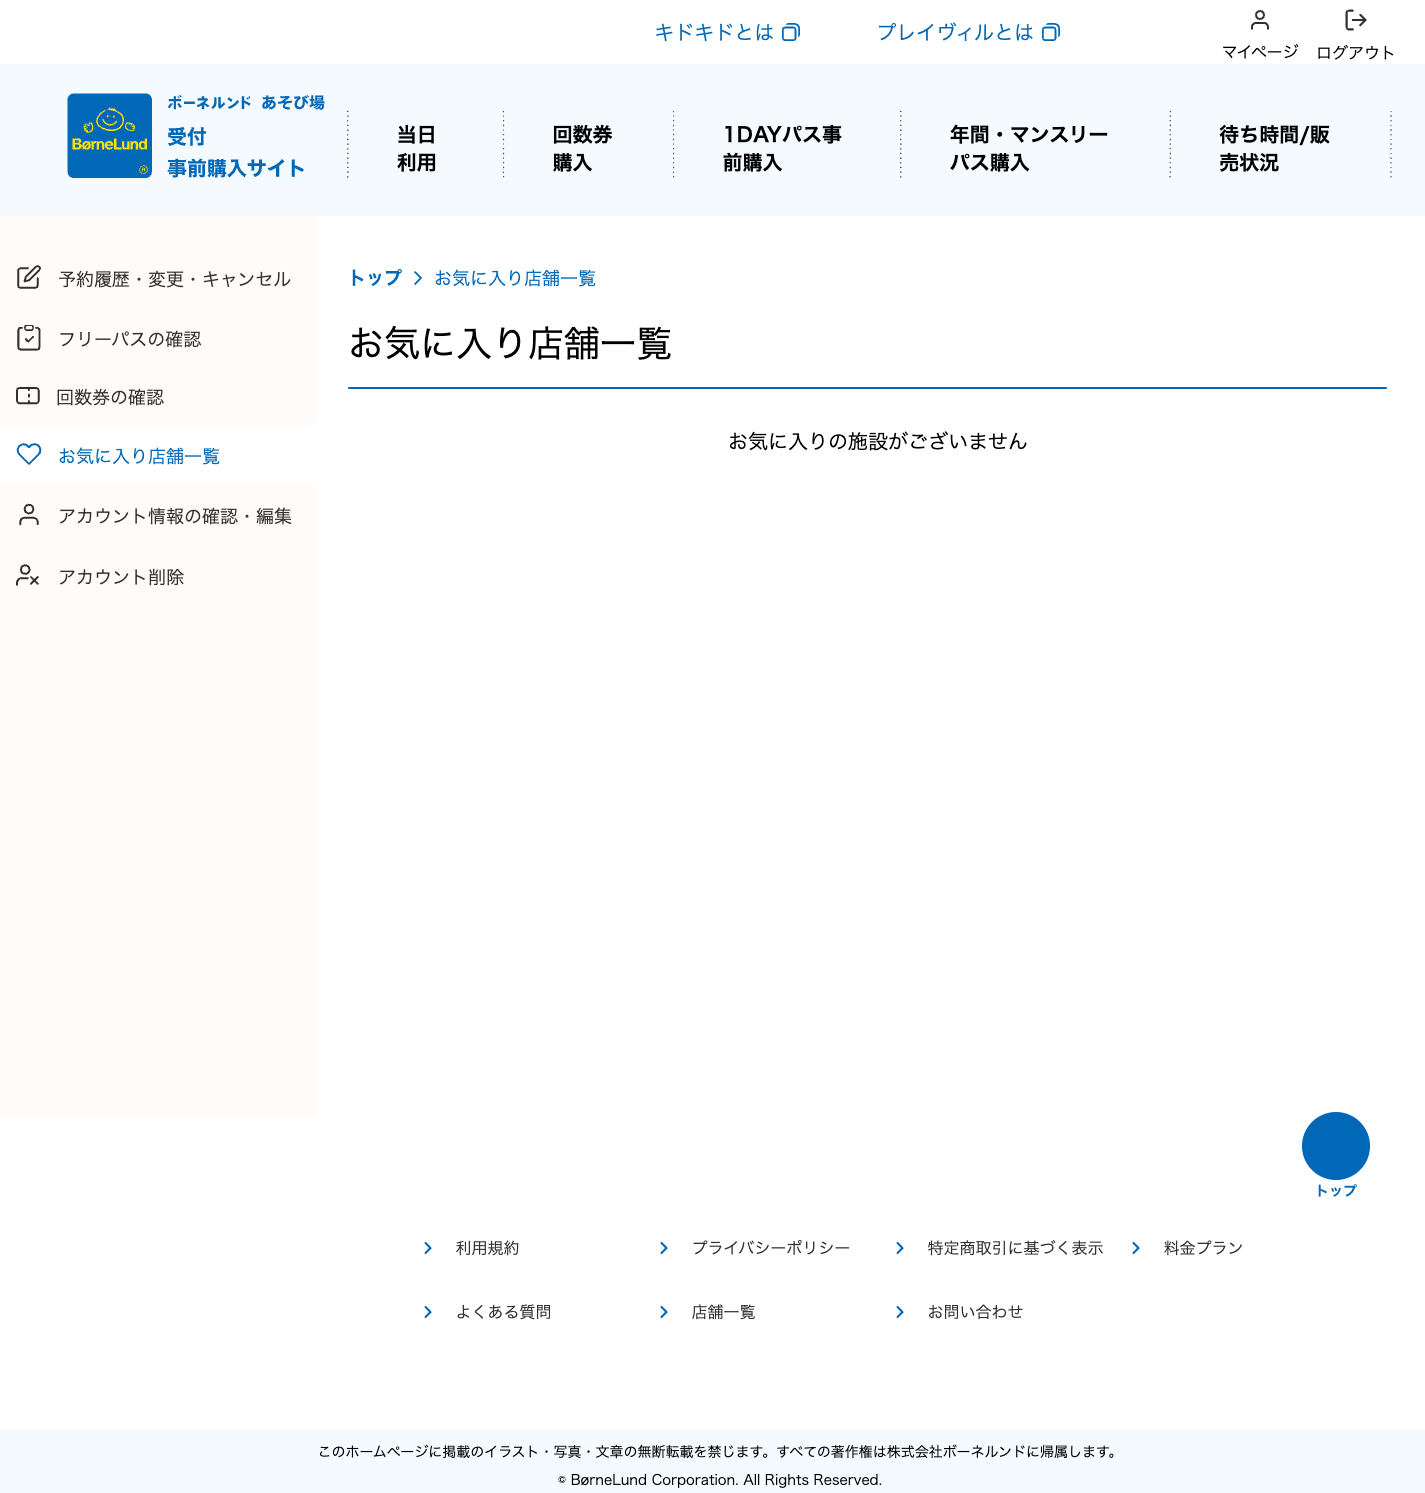 キドキドとは
プレイヴィルとは
マイページ
ログアウト
BørneLund
®
ボーネルンド あそび場
受付
事前購入サイト
当日
利用
回数券
購入
1DAYパス事
前購入
年間・マンスリー
パス購入
待ち時間/販
売状況
予約履歴・変更・キャンセル
フリーパスの確認
回数券の確認
お気に入り店舗一覧
アカウント情報の確認・編集
アカウント削除
トップ > お気に入り店舗一覧
お気に入り店舗一覧
お気に入りの施設がございません
トップ
利用規約
プライバシーポリシー
特定商取引に基づく表示
料金プラン
よくある質問
店舗一覧
お問い合わせ
このホームページに掲載のイラスト・写真・文章の無断転載を禁じます。すべての著作権は株式会社ボーネルンドに帰属します。
© BørneLund Corporation. All Rights Reserved.